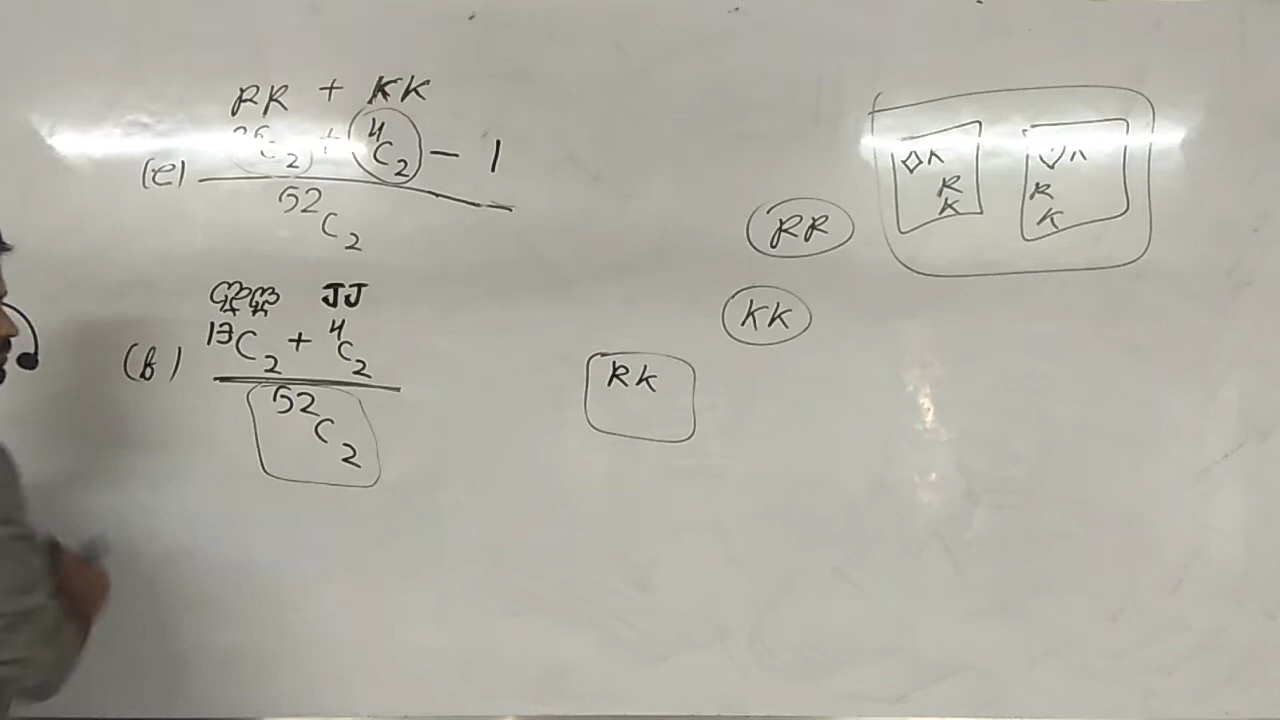 RR + KK
26C2 + 4C2 - 1
(e)
52C2
JJ
13C2 + 4C2
(f)
52C2
RR
KK
RK
◇K
R
K
♡K
R
K